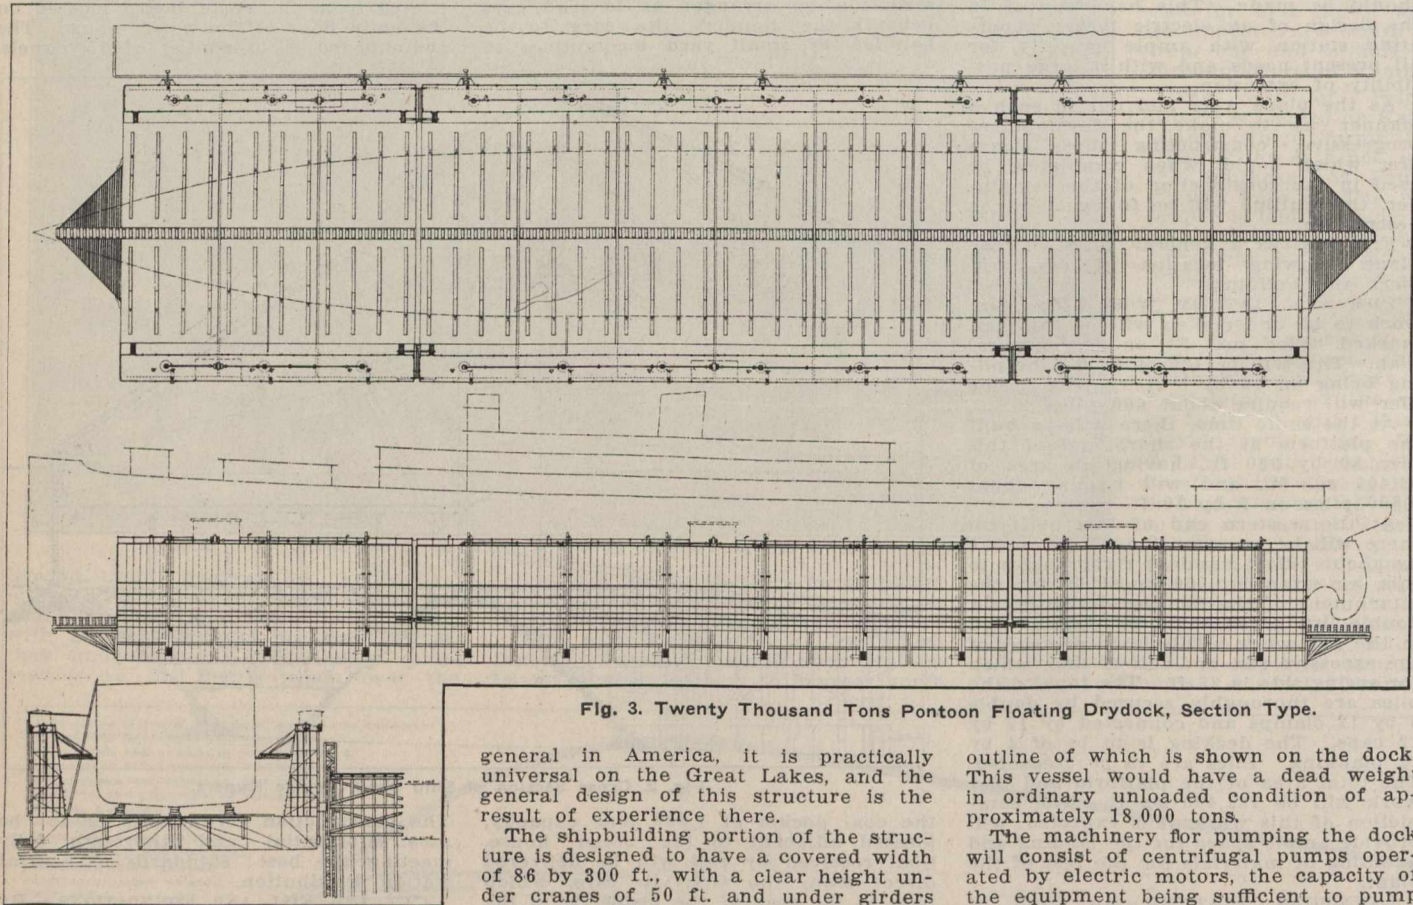 Fig. 3. Twenty Thousand Tons Pontoon Floating Drydock, Section Type.
general in America, it is practically
universal on the Great Lakes, and the
general design of this structure is the
result of experience there.
The shipbuilding portion of the struc-
ture is designed to have a covered width
of 86 by 300 ft., with a clear height un-
der cranes of 50 ft. and under girders
outline of which is shown on the dock.
This vessel would have a dead weight
in ordinary unloaded condition of ap-
proximately 18,000 tons.
The machinery for pumping the dock
will consist of centrifugal pumps oper-
ated by electric motors, the capacity of
the equipment being sufficient to pump